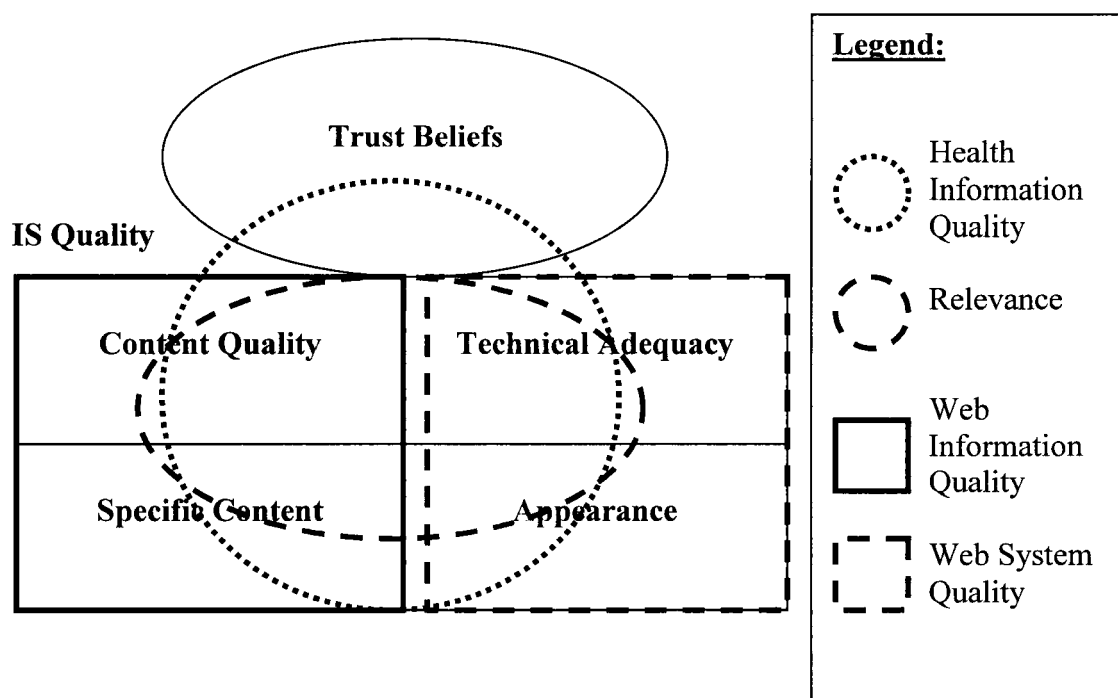 Trust Beliefs
IS Quality
Content Quality
Technical Adequacy
Specific Content
Appearance
Legend:
Health
Information
Quality
Relevance
Web
Information
Quality
Web System
Quality